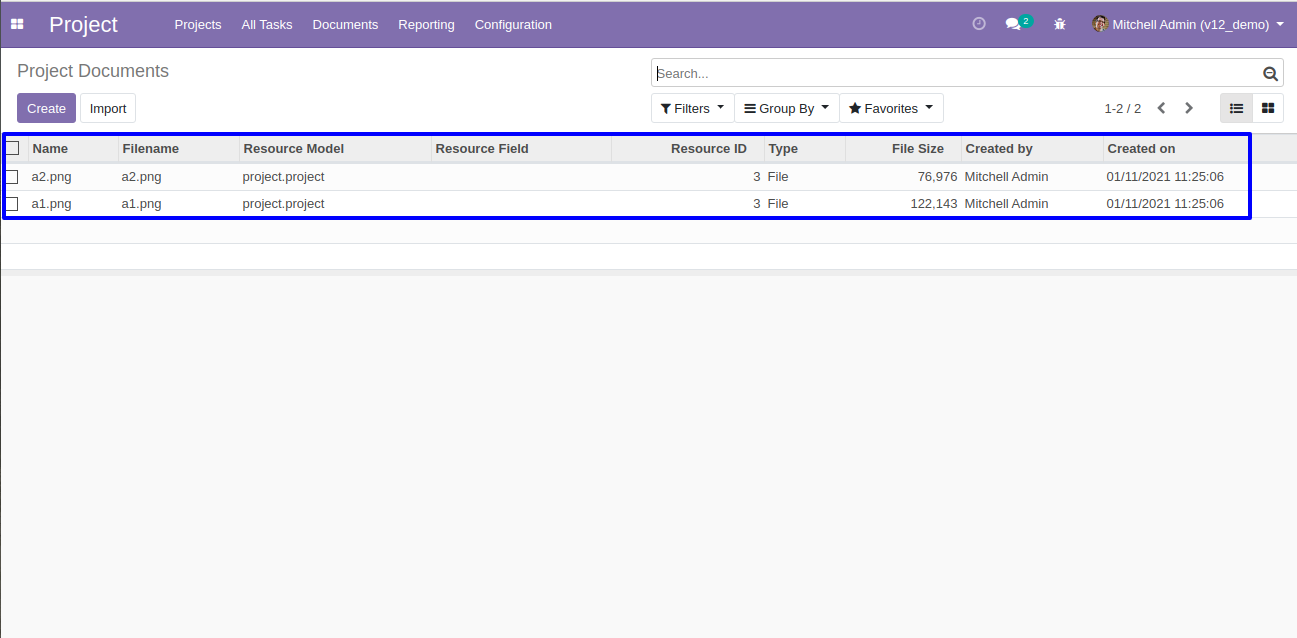 Project Projects All Tasks Documents Reporting Configuration 2 Mitchell Admin (v12_demo)
Project Documents Search...
Create Import Filters Group By Favorites 1-2 / 2
Name Filename Resource Model Resource Field Resource ID Type File Size Created by Created on
a2.png a2.png project.project 3 File 76,976 Mitchell Admin 01/11/2021 11:25:06
a1.png a1.png project.project 3 File 122,143 Mitchell Admin 01/11/2021 11:25:06